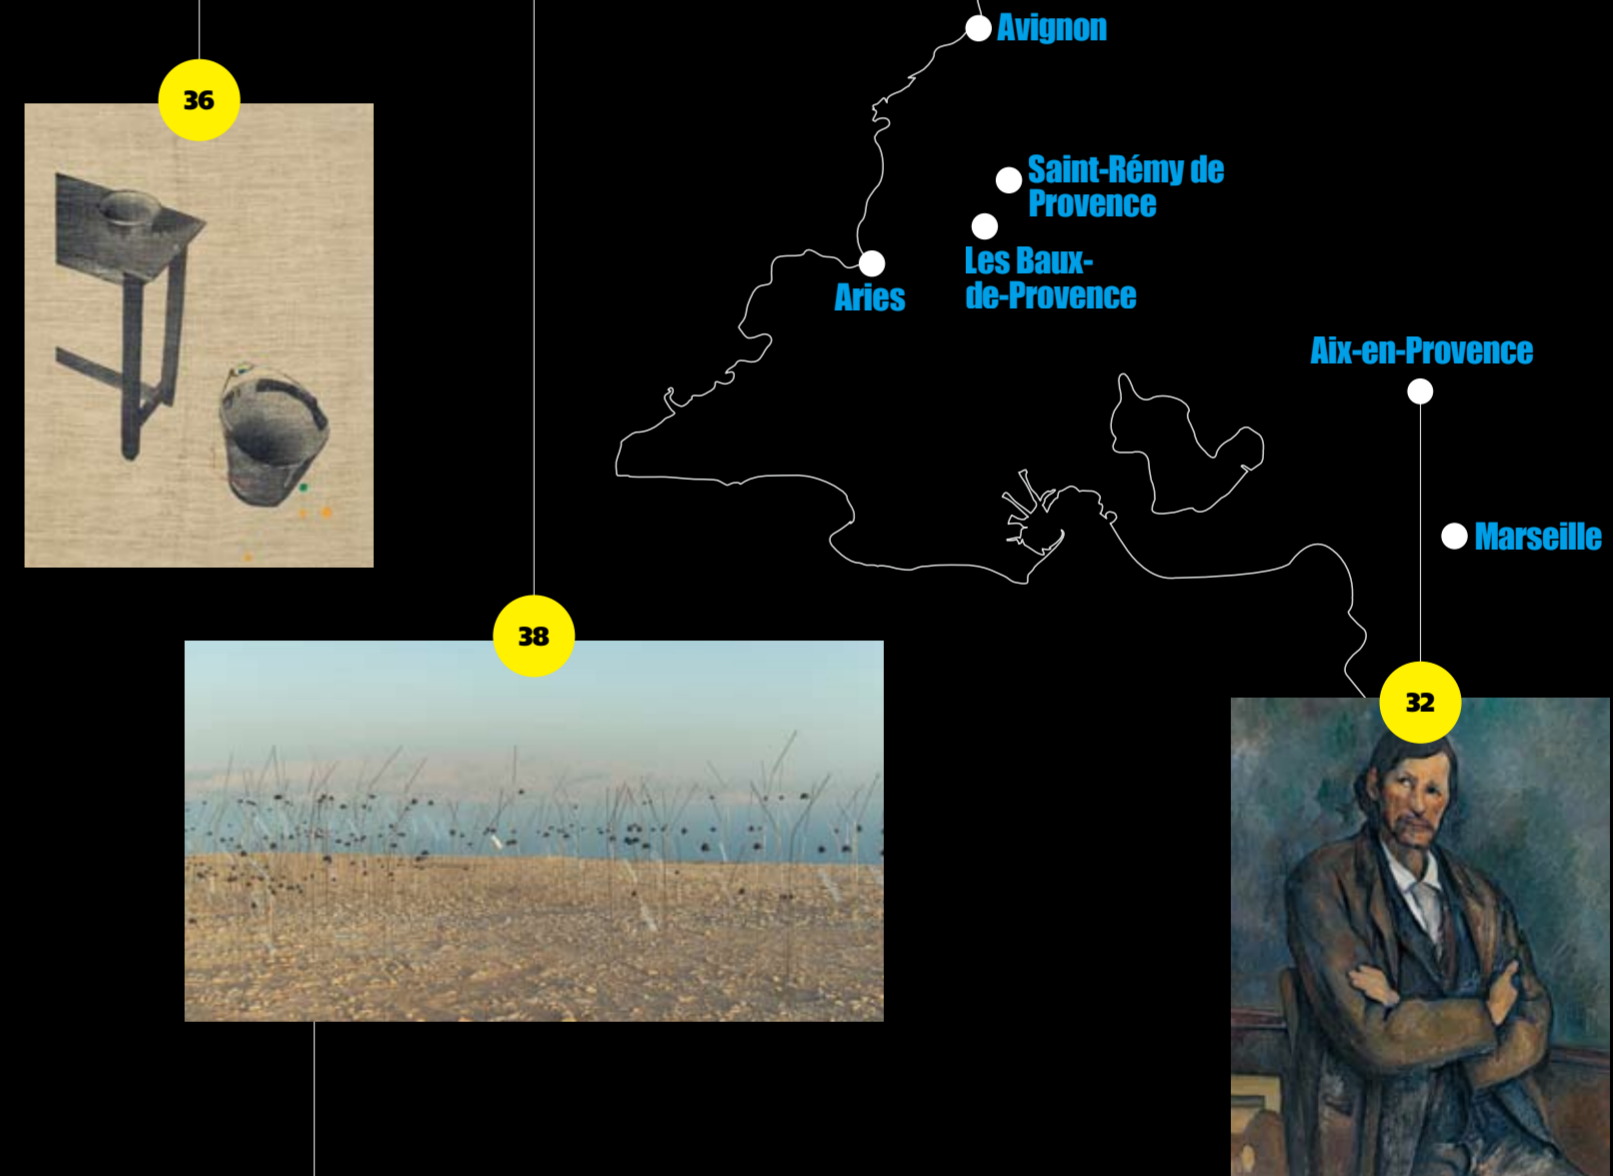 Avignon
36
Saint-Rémy de
Provence
Les Baux-
de-Provence
Aries
Aix-en-Provence
Marseille
38
32